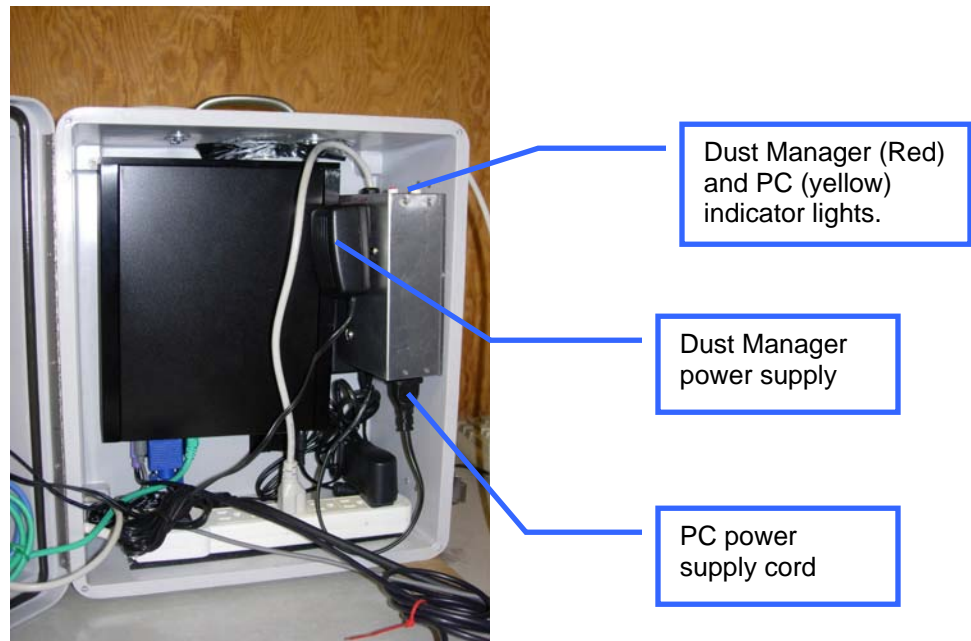 Dust Manager (Red)
and PC (yellow)
indicator lights.
Dust Manager
power supply
PC power
supply cord